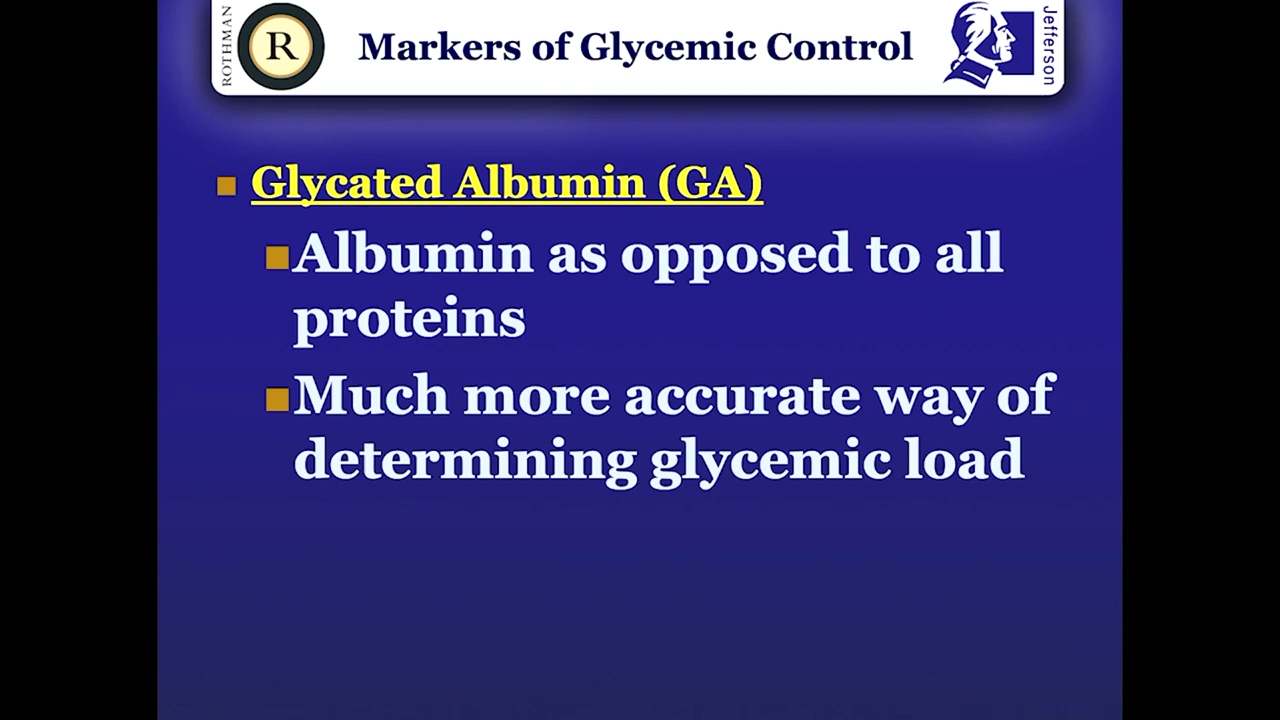 ROTHMAN
R
Markers of Glycemic Control
Jefferson
Glycated Albumin (GA)
Albumin as opposed to all
proteins
Much more accurate way of
determining glycemic load